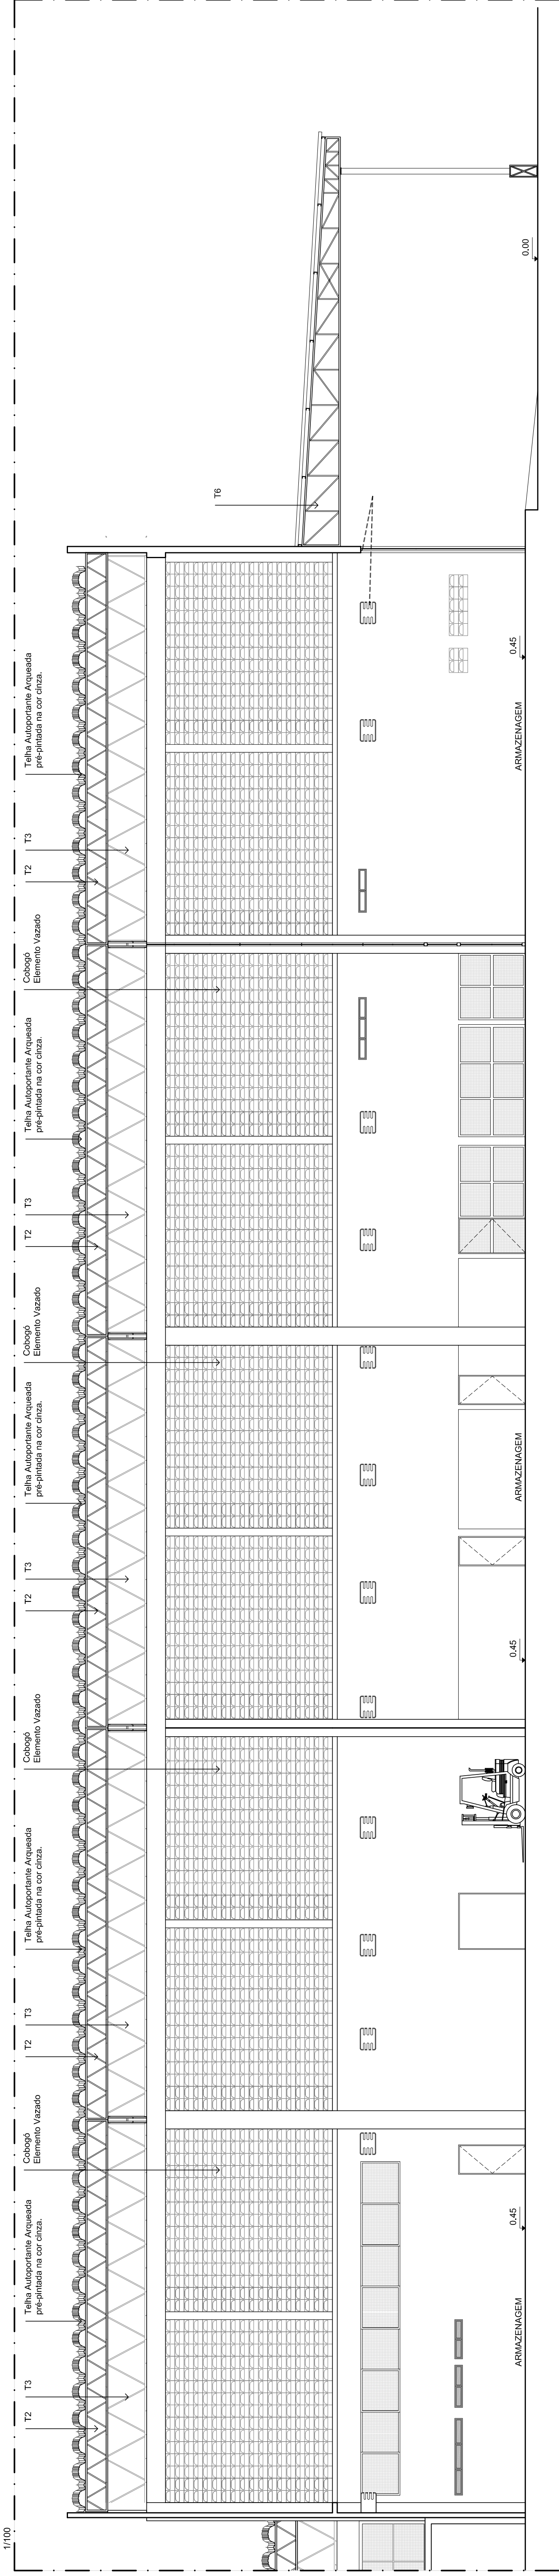 1/100
T2
T3
Telha Autoportante Arqueada
pré-pintada na cor cinza.
Cobogó
Elemento Vazado
T2
T3
Telha Autoportante Arqueada
pré-pintada na cor cinza.
Cobogó
Elemento Vazado
T2
T3
Telha Autoportante Arqueada
pré-pintada na cor cinza.
Cobogó
Elemento Vazado
T2
T3
Telha Autoportante Arqueada
pré-pintada na cor cinza.
Cobogó
Elemento Vazado
T2
T3
Telha Autoportante Arqueada
pré-pintada na cor cinza.
T6
ARMAZENAGEM
0.45
0.45
ARMAZENAGEM
ARMAZENAGEM
0.45
0.00